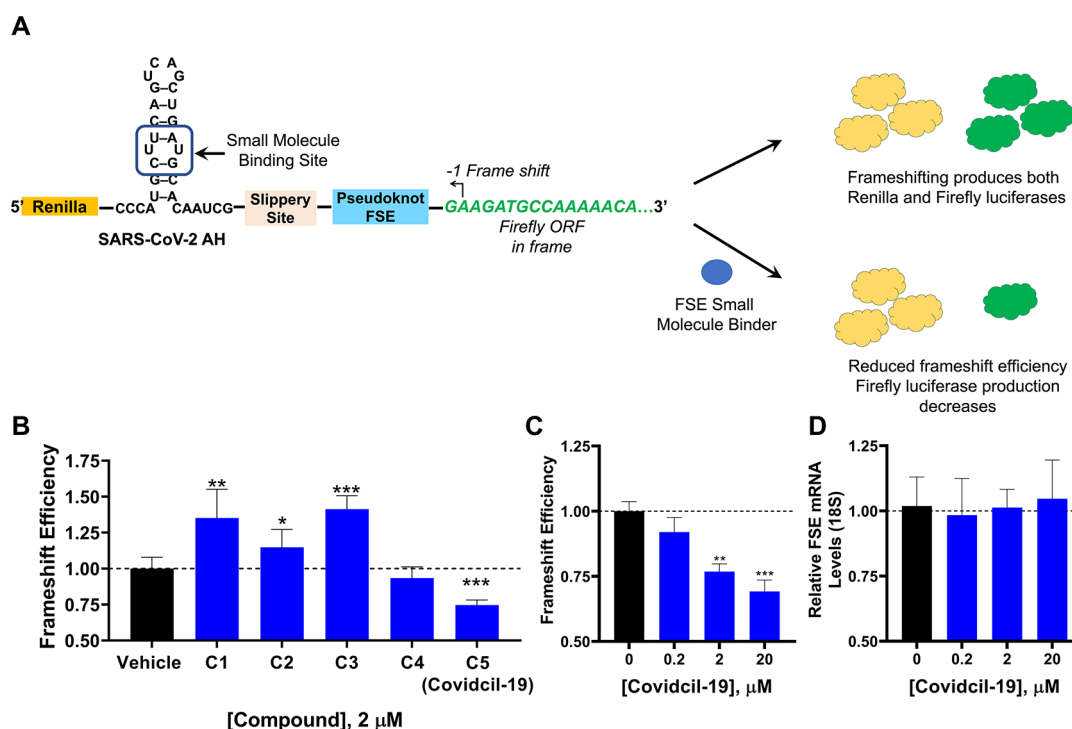 A
C A
U G
G–C
A–U
C–G
U–A
U U
C–G
G–C
U–A
Small Molecule
Binding Site
5’ Renilla CCCA CAAUCG Slippery
Site Pseudoknot
FSE GAAGATGCCAAAAACA...3’
-1 Frame shift
Firefly ORF
in frame
SARS-CoV-2 AH
Frameshifting produces both
Renilla and Firefly luciferases
FSE Small
Molecule Binder
Reduced frameshift efficiency
Firefly luciferase production
decreases
B
Frameshift Efficiency
1.75
1.50
1.25
1.00
0.75
0.50
**
*
***
***
Vehicle C1 C2 C3 C4 C5
(Covidcil-19)
[Compound], 2 μM
C
Frameshift Efficiency
1.25
1.00
0.75
0.50
**
***
0 0.2 2 20
[Covidcil-19], μM
D
Relative FSE mRNA
Levels (18S)
1.25
1.00
0.75
0.50
0 0.2 2 20
[Covidcil-19], μM